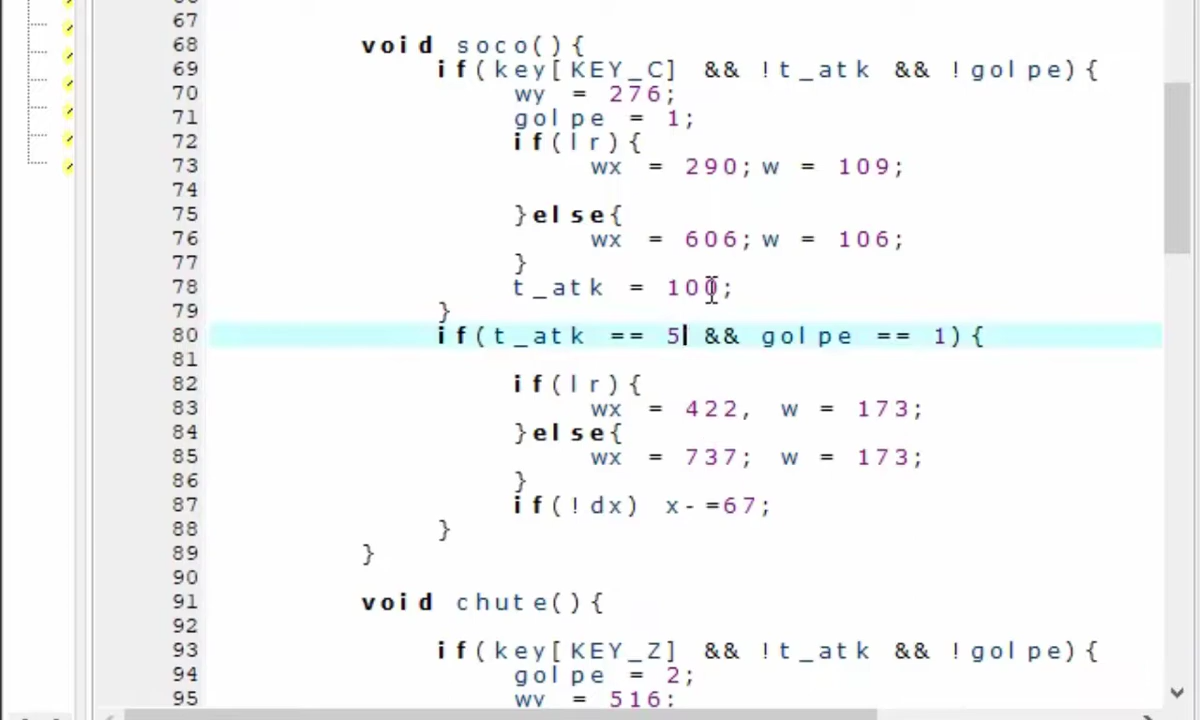 67
68 void soco(){
69 if(key[KEY_C] && !t_atk && !golpe){
70 wy = 276;
71 golpe = 1;
72 if(lr){
73 wx = 290; w = 109;
74
75 }else{
76 wx = 606; w = 106;
77 }
78 t_atk = 100;
79 }
80 if(t_atk == 5 && golpe == 1){
81
82 if(lr){
83 wx = 422, w = 173;
84 }else{
85 wx = 737; w = 173;
86 }
87 if(!dx) x-=67;
88 }
89 }
90
91 void chute(){
92
93 if(key[KEY_Z] && !t_atk && !golpe){
94 golpe = 2;
95 wy = 516;